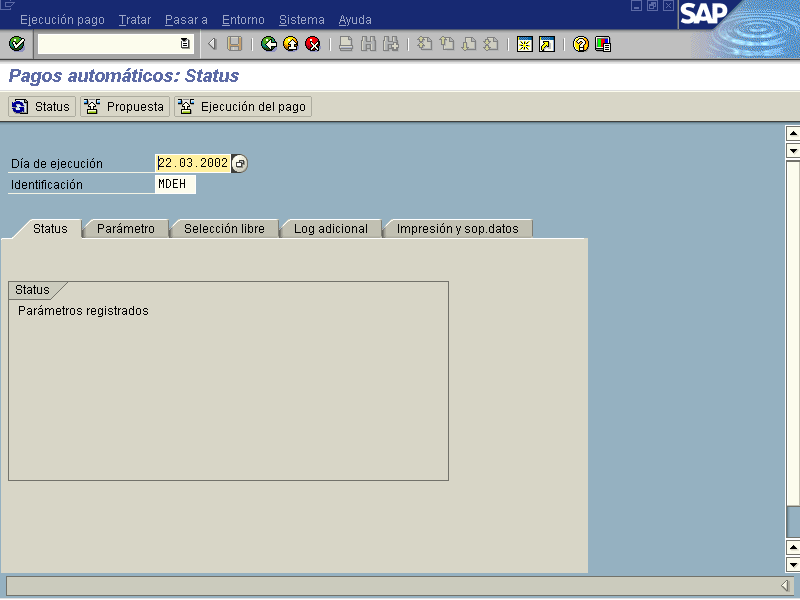 Ejecución pago Tratar Pasar a Entorno Sistema Ayuda
SAP
Pagos automáticos: Status
Status Propuesta Ejecución del pago
Día de ejecución 22.03.2002
Identificación MDEH
Status Parámetro Selección libre Log adicional Impresión y sop.datos
Status
Parámetros registrados